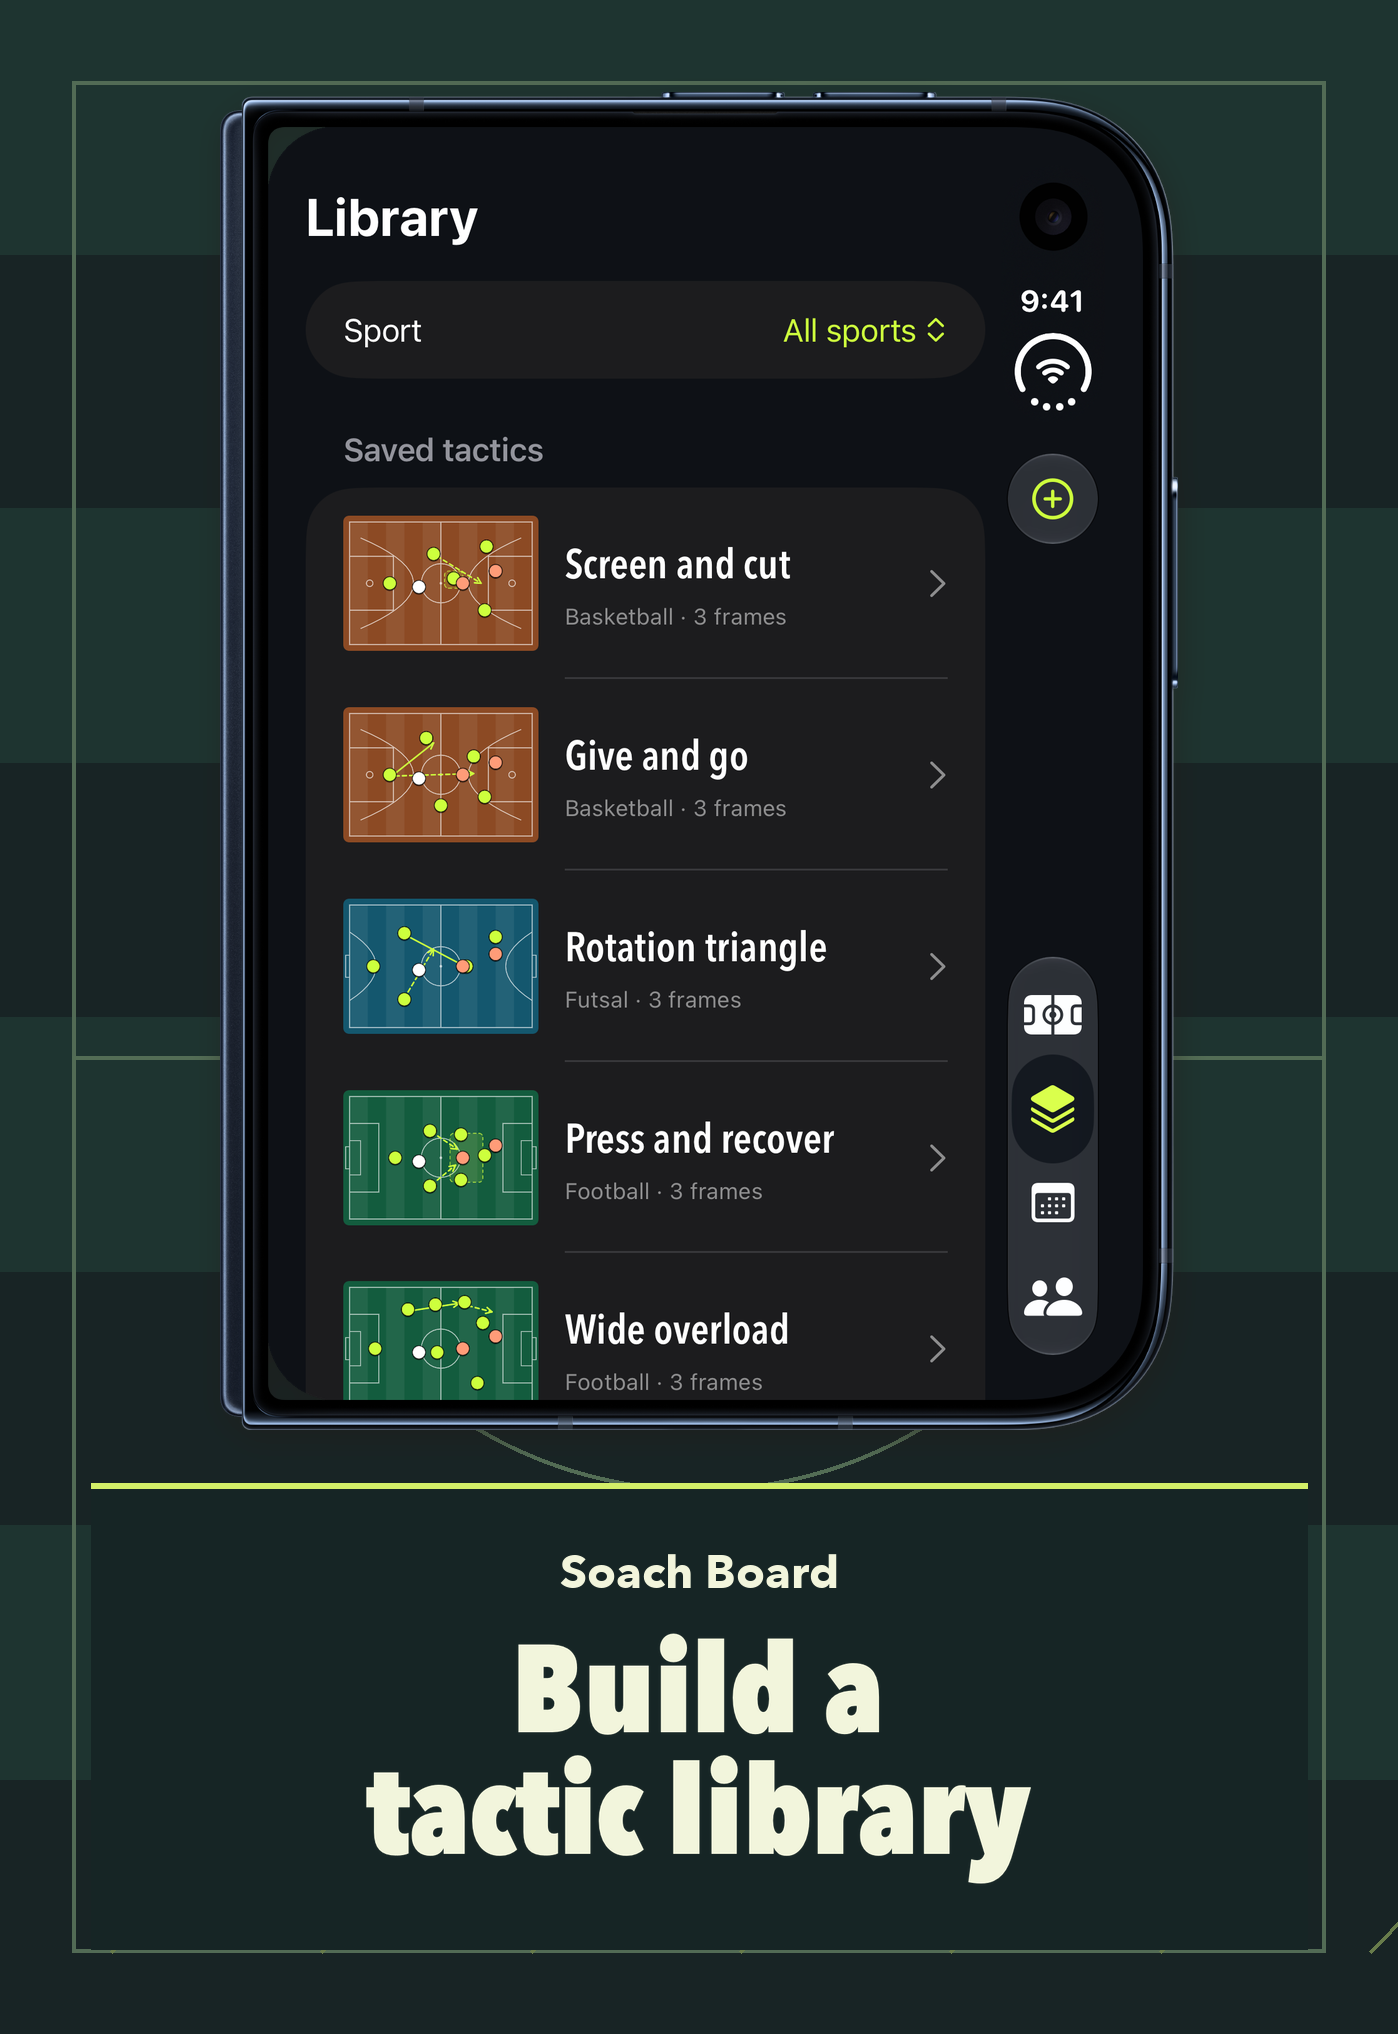 Library
9:41
Sport
All sports
Saved tactics
Screen and cut
Basketball · 3 frames
Give and go
Basketball · 3 frames
Rotation triangle
Futsal · 3 frames
Press and recover
Football · 3 frames
Wide overload
Football · 3 frames
Soach Board
Build a
tactic library